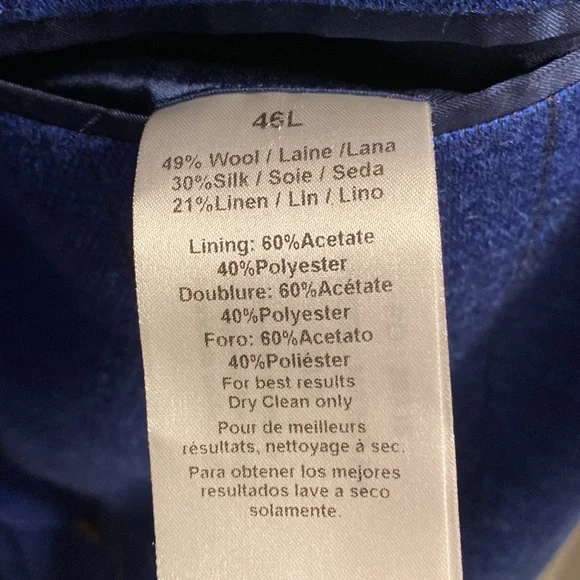 46L
49% Wool / Laine /Lana
30%Silk / Soie / Seda
21%Linen / Lin / Lino
Lining: 60%Acetate
40%Polyester
Doublure: 60%Acétate
40%Polyester
Foro: 60%Acetato
40%Poliéster
For best results
Dry Clean only
Pour de meilleurs
résultats, nettoyage à sec.
Para obtener los mejores
resultados lave a seco
solamente.